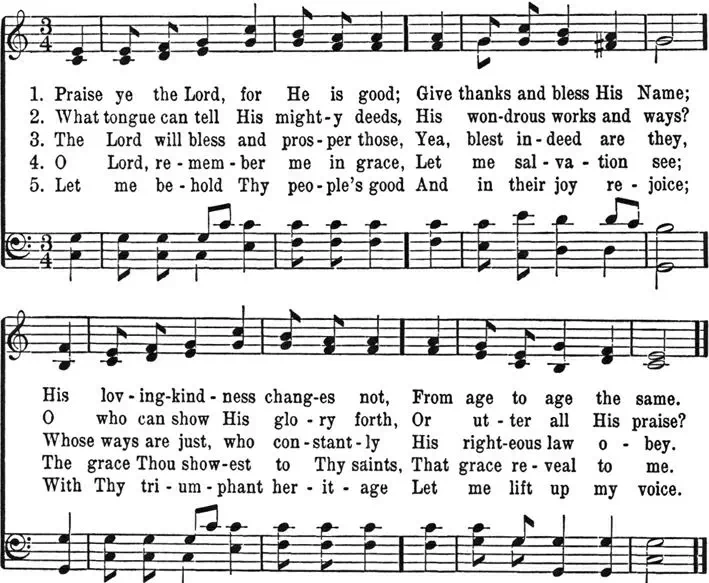 3
4
1. Praise ye the Lord, for He is good; Give thanks and bless His Name;
2. What tongue can tell His might-y deeds, His won-drous works and ways?
3. The Lord will bless and pros-per those, Yea, blest in-deed are they,
4. O Lord, re-mem-ber me in grace, Let me sal-va-tion see;
5. Let me be-hold Thy peo-ple's good And in their joy re-joice;
3
4
His lov-ing-kind-ness chang-es not, From age to age the same.
O who can show His glo-ry forth, Or ut-ter all His praise?
Whose ways are just, who con-stant-ly His right-eous law o-bey.
The grace Thou show-est to Thy saints, That grace re-veal to me.
With Thy tri-um-phant her-it-age Let me lift up my voice.